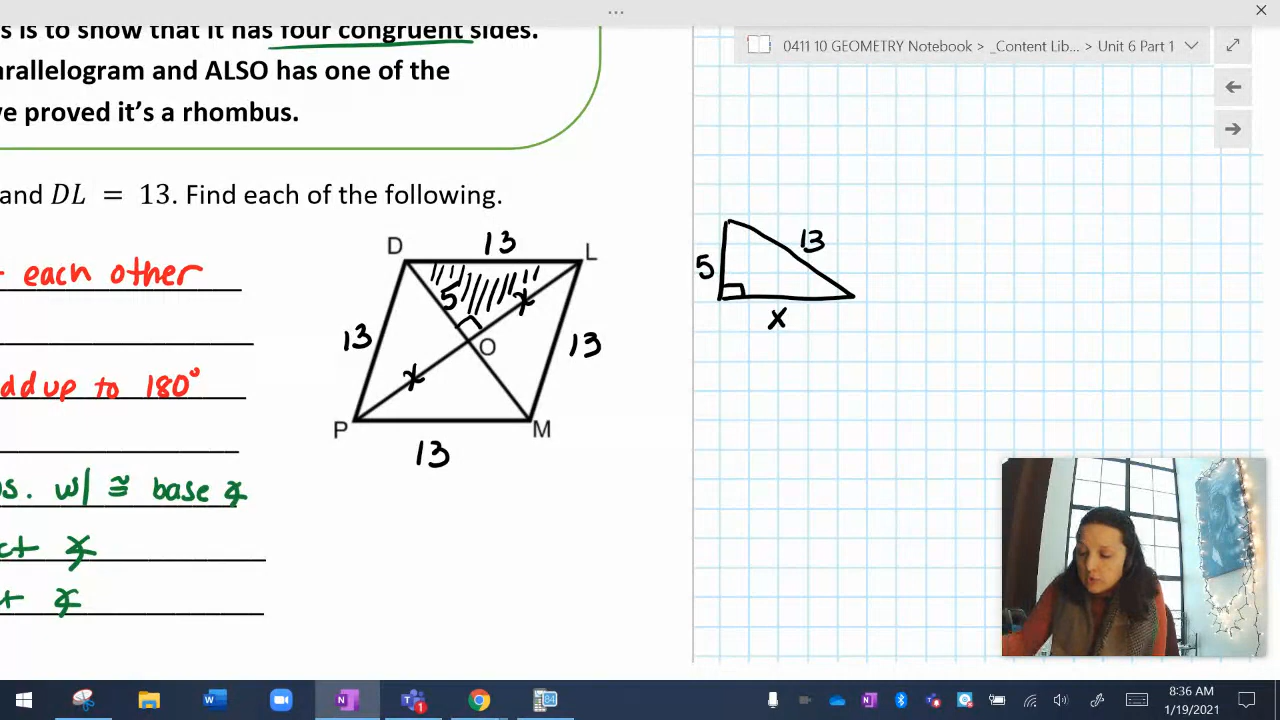 s is to show that it has four congruent sides.
arallelogram and ALSO has one of the
ve proved it's a rhombus.
and DL = 13. Find each of the following.
each other
dd up to 180°
os. w/ ≅ base ∡
ct ∡
t ∡
D
13
L
5
x
13
O
13
x
P
M
13
0411 10 GEOMETRY Notebook > _Content Lib... > Unit 6 Part 1
5
13
x
84
1
8:36 AM
1/19/2021